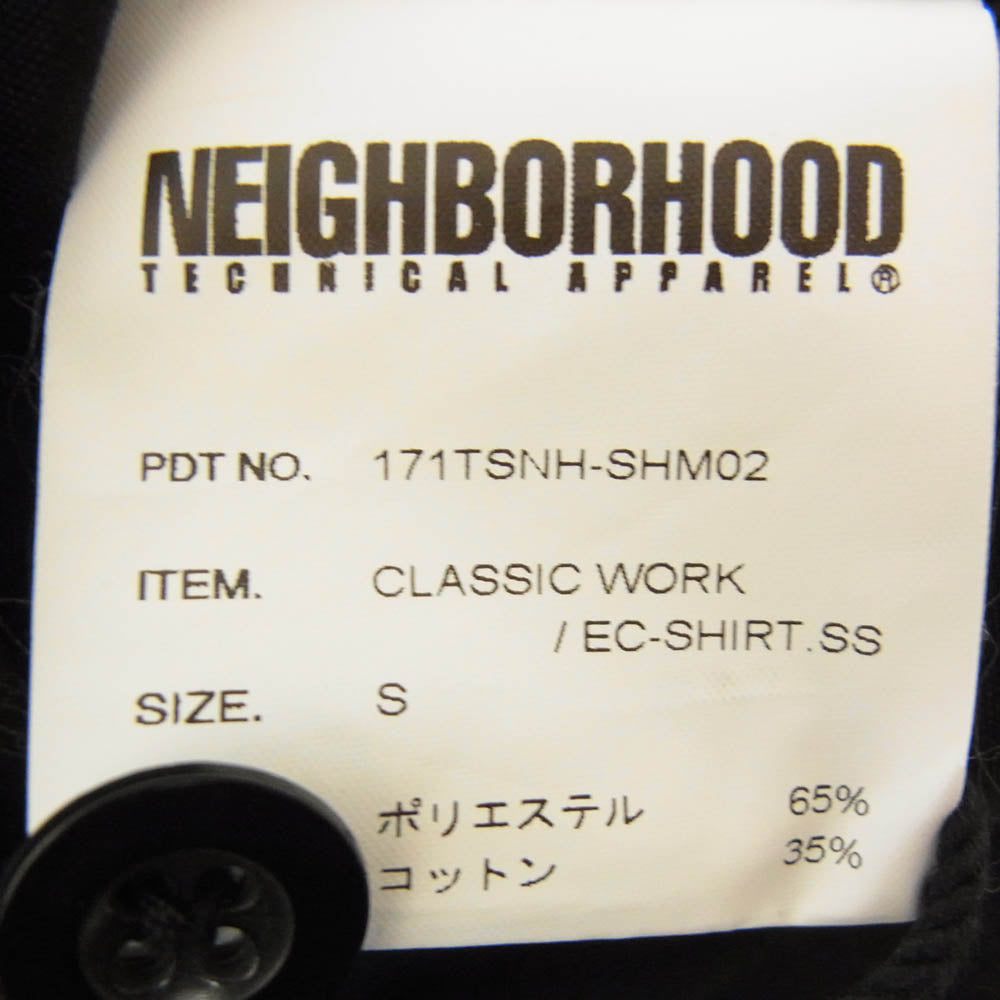 NEIGHBORHOOD
TECHNICAL APPAREL®
PDT NO. 171TSNH-SHM02
ITEM. CLASSIC WORK
/ EC-SHIRT.SS
SIZE. S
ポリエステル 65%
コットン 35%